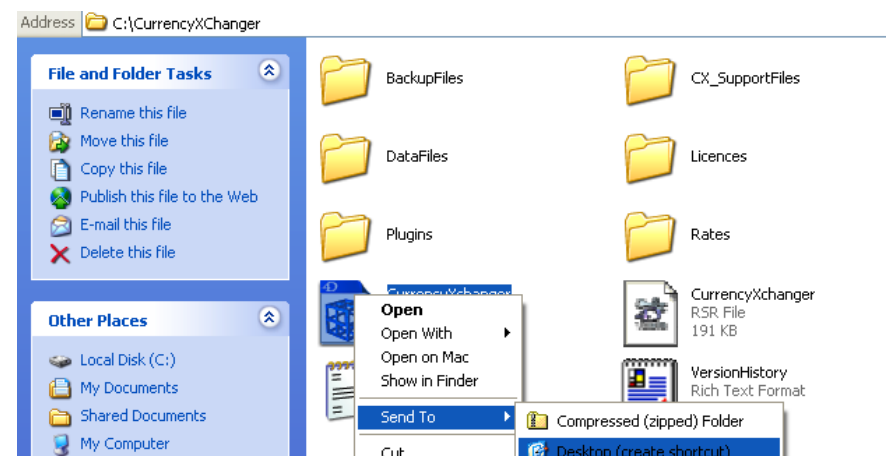 Address C:\CurrencyXChanger
File and Folder Tasks
Rename this file
Move this file
Copy this file
Publish this file to the Web
E-mail this file
Delete this file
Other Places
Local Disk (C:)
My Documents
Shared Documents
My Computer
BackupFiles
CX_SupportFiles
DataFiles
Licences
Plugins
Rates
4D
CurrencyXchanger
CurrencyXchanger
RSR File
191 KB
VersionHistory
Rich Text Format
Open
Open With
Open on Mac
Show in Finder
Send To
Cut
Compressed (zipped) Folder
Desktop (create shortcut)